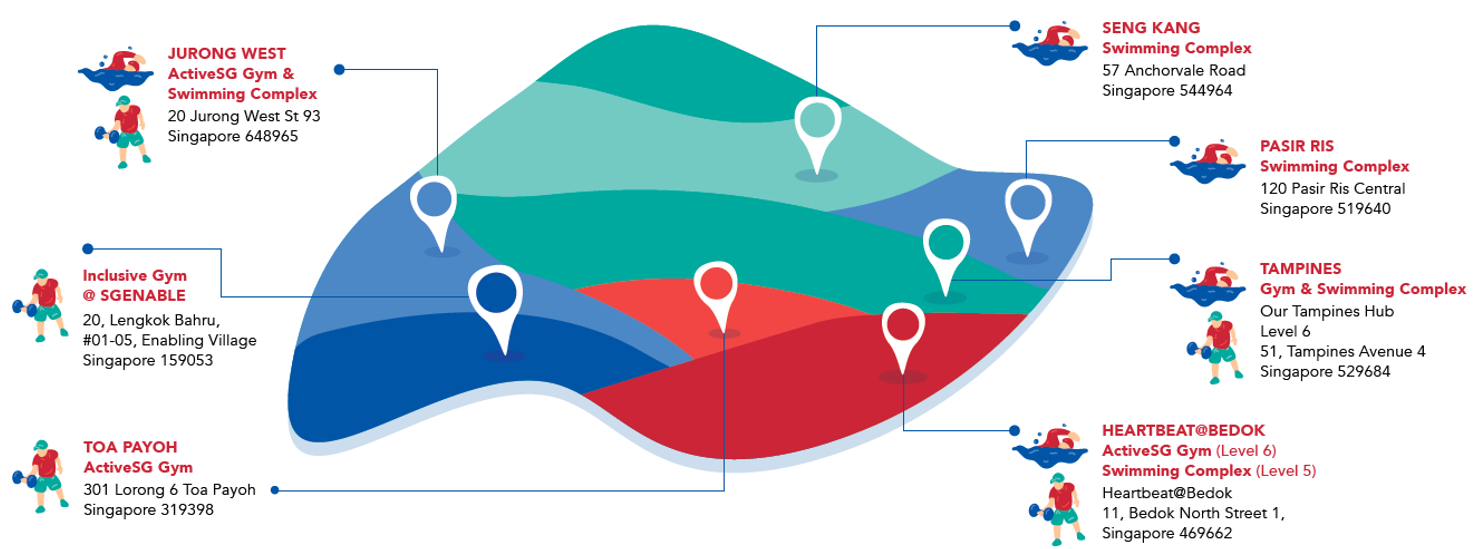 JURONG WEST
ActiveSG Gym &
Swimming Complex
20 Jurong West St 93
Singapore 648965
Inclusive Gym
@ SGENABLE
20, Lengkok Bahru,
#01-05, Enabling Village
Singapore 159053
TOA PAYOH
ActiveSG Gym
301 Lorong 6 Toa Payoh
Singapore 319398
SENG KANG
Swimming Complex
57 Anchorvale Road
Singapore 544964
PASIR RIS
Swimming Complex
120 Pasir Ris Central
Singapore 519640
TAMPINES
Gym & Swimming Complex
Our Tampines Hub
Level 6
51, Tampines Avenue 4
Singapore 529684
HEARTBEAT@BEDOK
ActiveSG Gym (Level 6)
Swimming Complex (Level 5)
Heartbeat@Bedok
11, Bedok North Street 1,
Singapore 469662